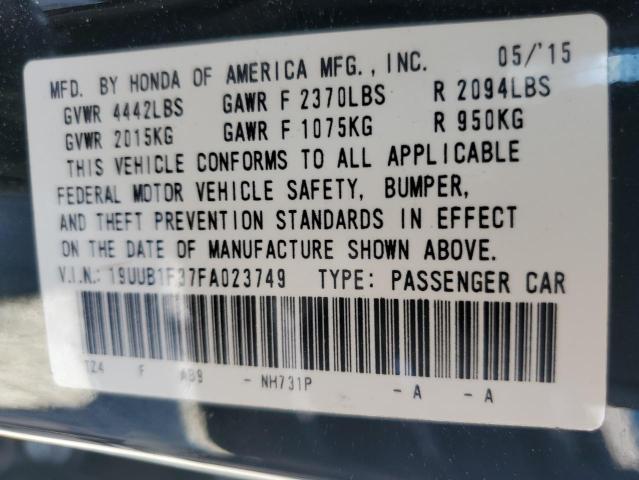 MFD. BY HONDA OF AMERICA MFG., INC. 05/'15
GVWR 4442LBS GAWR F 2370LBS R 2094LBS
GVWR 2015KG GAWR F 1075KG R 950KG
THIS VEHICLE CONFORMS TO ALL APPLICABLE
FEDERAL MOTOR VEHICLE SAFETY, BUMPER,
AND THEFT PREVENTION STANDARDS IN EFFECT
ON THE DATE OF MANUFACTURE SHOWN ABOVE.
V.I.N.: 19UUB1F37FA023749 TYPE: PASSENGER CAR
TZ4 F AB9 - NH731P - A - A